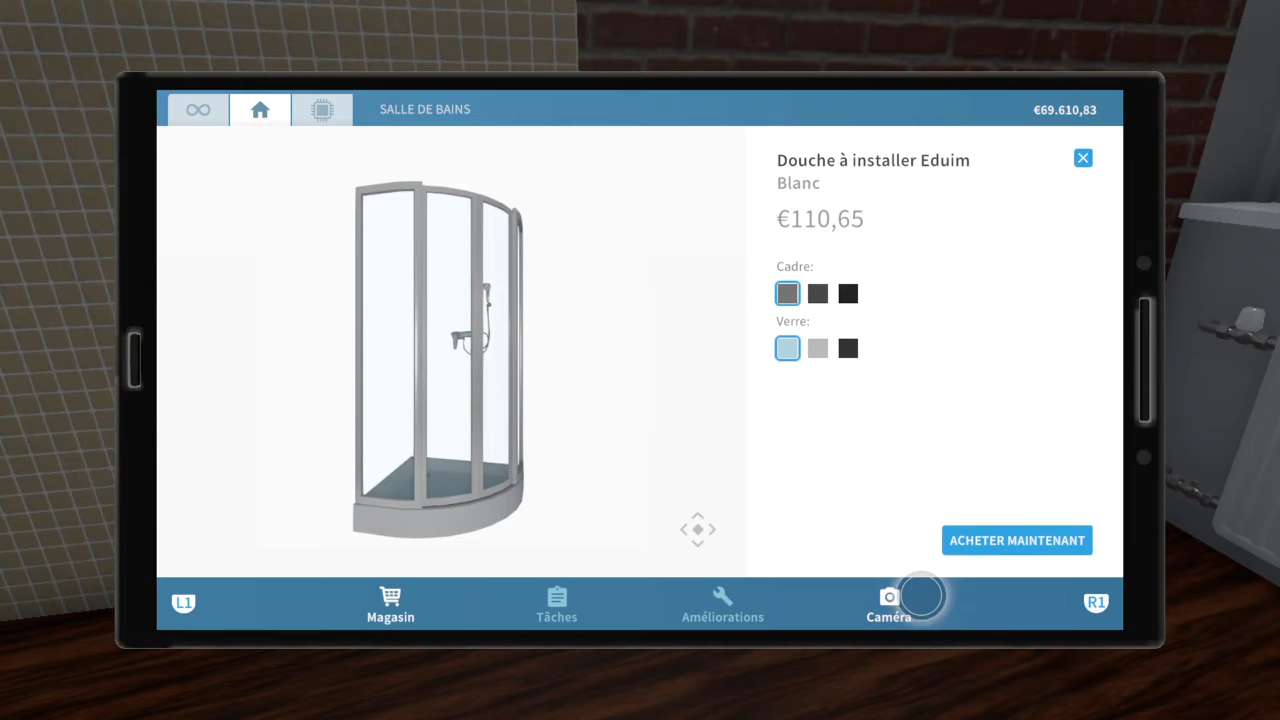 SALLE DE BAINS
€69.610,83
Douche à installer Eduim
Blanc
€110,65
Cadre:
Verre:
ACHETER MAINTENANT
L1
Magasin
Tâches
Améliorations
Caméra
R1